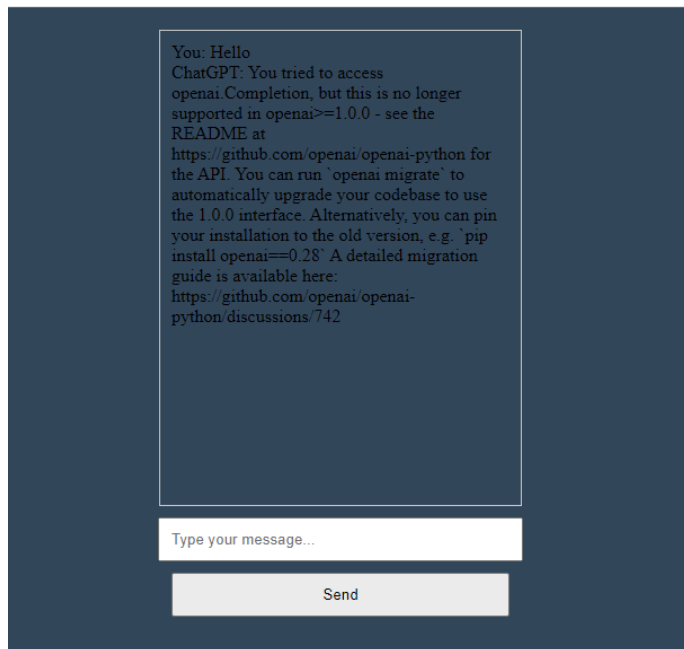 You: Hello
ChatGPT: You tried to access
openai.Completion, but this is no longer
supported in openai>=1.0.0 - see the
README at
https://github.com/openai/openai-python for
the API. You can run `openai migrate` to
automatically upgrade your codebase to use
the 1.0.0 interface. Alternatively, you can pin
your installation to the old version, e.g. `pip
install openai==0.28` A detailed migration
guide is available here:
https://github.com/openai/openai-
python/discussions/742
Type your message...
Send